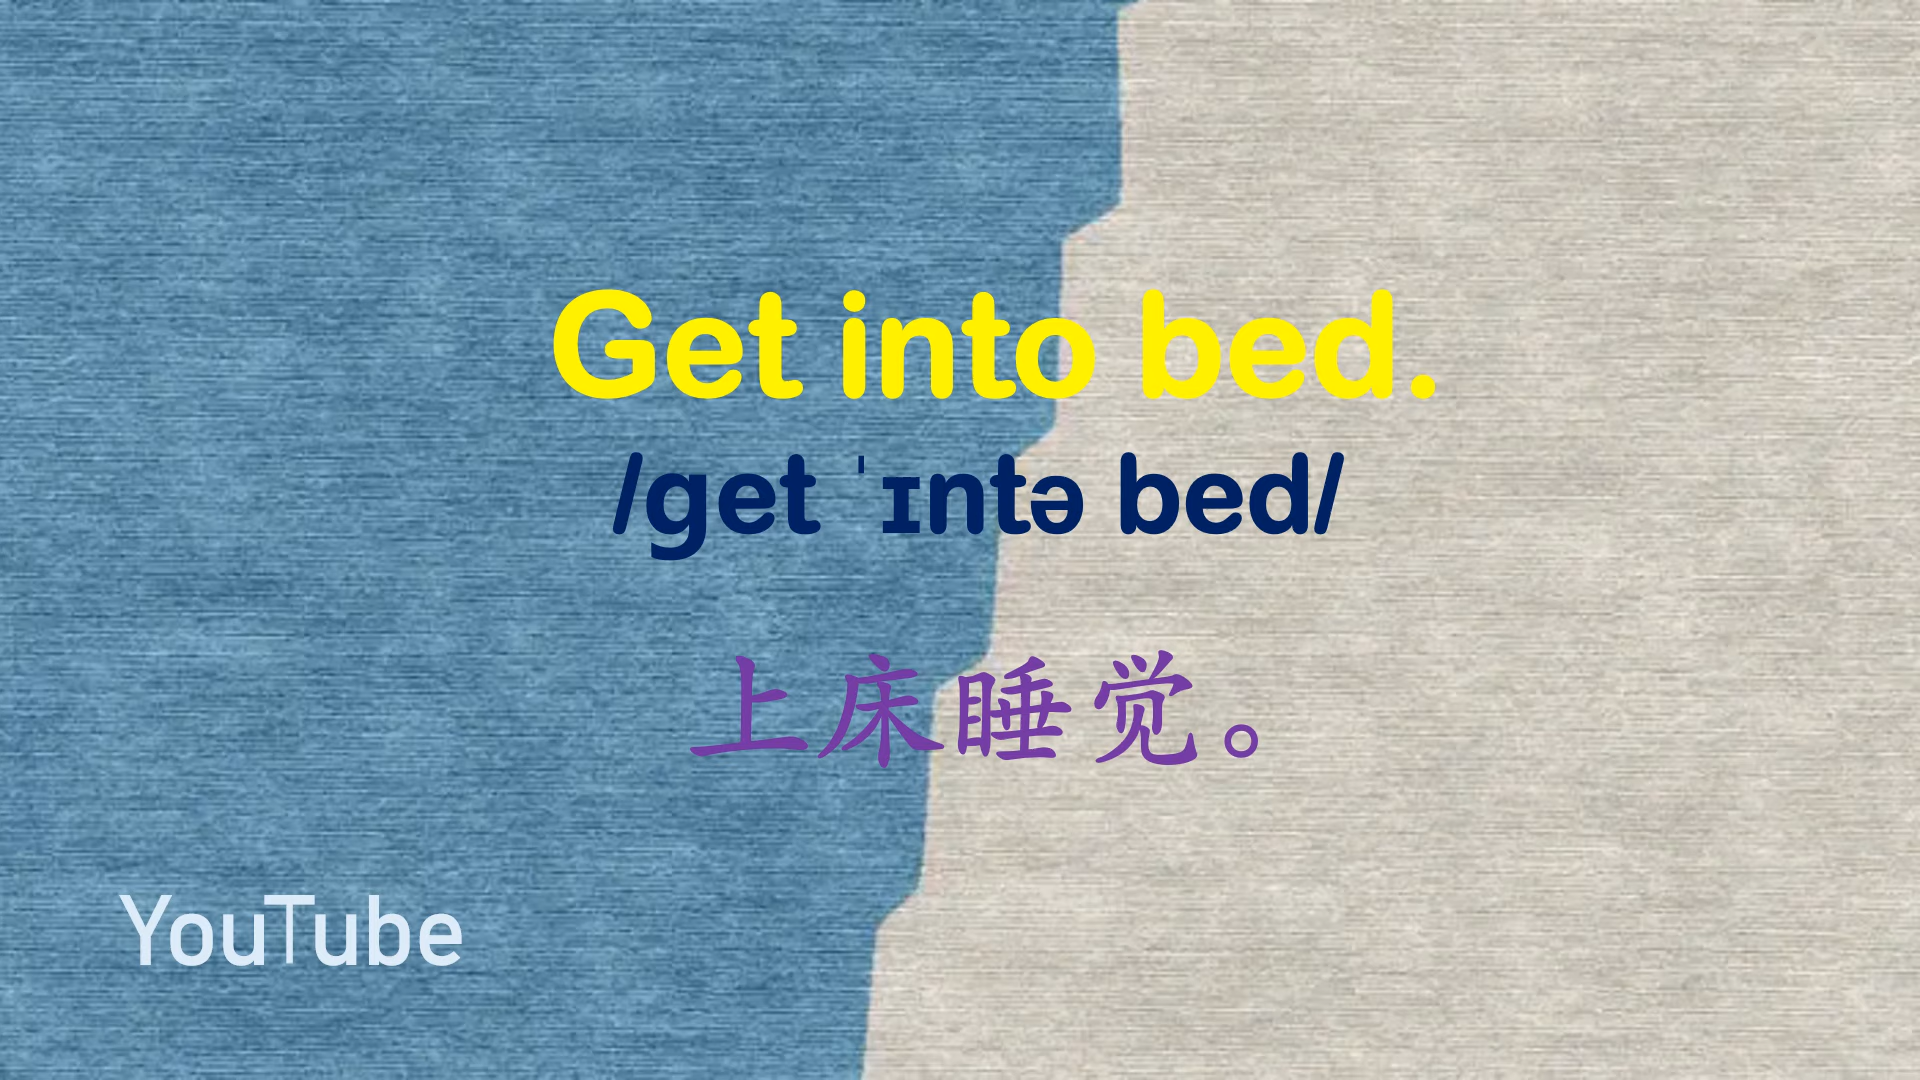 Get into bed.
/get ˈɪntə bed/
上床睡觉。
YouTube